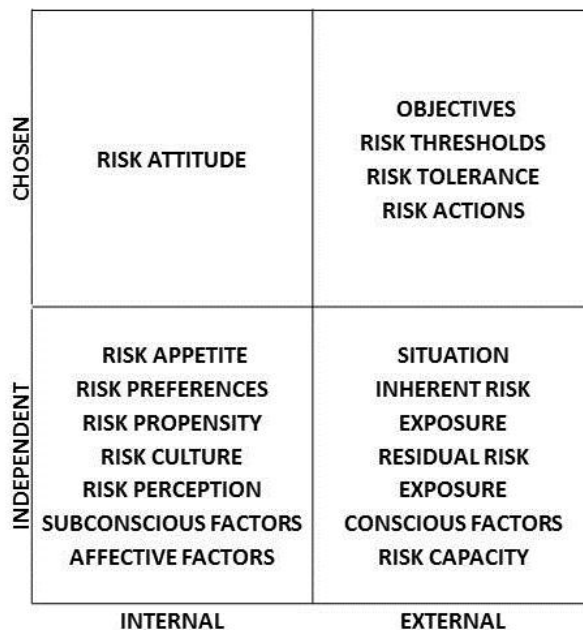 CHOSEN
RISK ATTITUDE
OBJECTIVES
RISK THRESHOLDS
RISK TOLERANCE
RISK ACTIONS
INDEPENDENT
RISK APPETITE
RISK PREFERENCES
RISK PROPENSITY
RISK CULTURE
RISK PERCEPTION
SUBCONSCIOUS FACTORS
AFFECTIVE FACTORS
SITUATION
INHERENT RISK
EXPOSURE
RESIDUAL RISK
EXPOSURE
CONSCIOUS FACTORS
RISK CAPACITY
INTERNAL
EXTERNAL